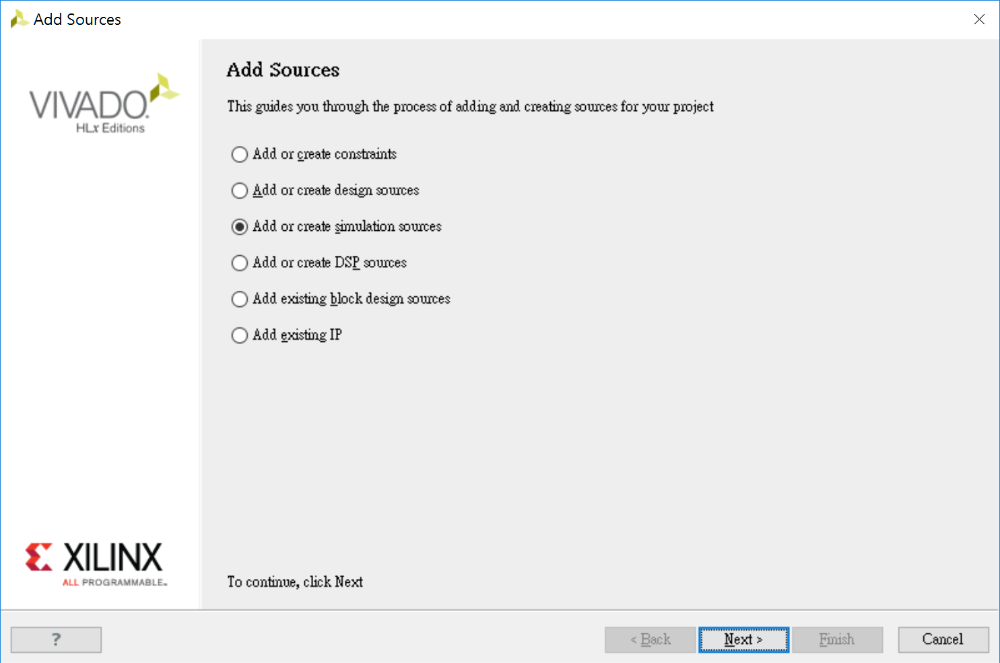 Add Sources
VIVADO.
HLx Editions
Add Sources
This guides you through the process of adding and creating sources for your project
Add or create constraints
Add or create design sources
Add or create simulation sources
Add or create DSP sources
Add existing block design sources
Add existing IP
XILINX
ALL PROGRAMMABLE™
To continue, click Next
?
< Back
Next >
Finish
Cancel